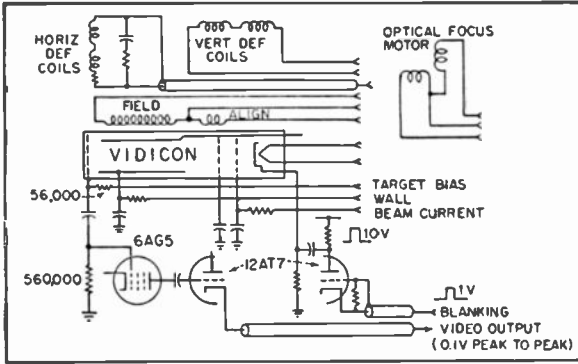 HORIZ
DEF
COILS
VERT DEF
COILS
OPTICAL FOCUS
MOTOR
FIELD
ALIGN
VIDICON
56,000
TARGET BIAS
WALL
BEAM CURRENT
6AG5
10V
12AT7
560,000
1V
BLANKING
VIDEO OUTPUT
(0.1V PEAK TO PEAK)